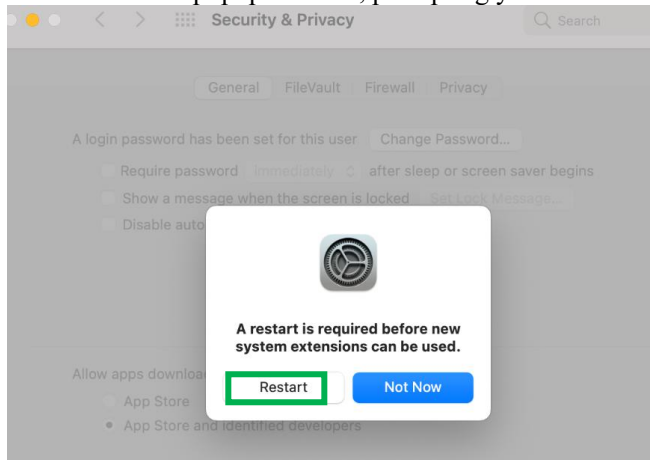 Security & Privacy
Search
General FileVault Firewall Privacy
A login password has been set for this user Change Password...
Require password immediately after sleep or screen saver begins
Show a message when the screen is locked Set Lock Message...
Disable auto
A restart is required before new
system extensions can be used.
Restart Not Now
Allow apps downloa
App Store
App Store and identified developers